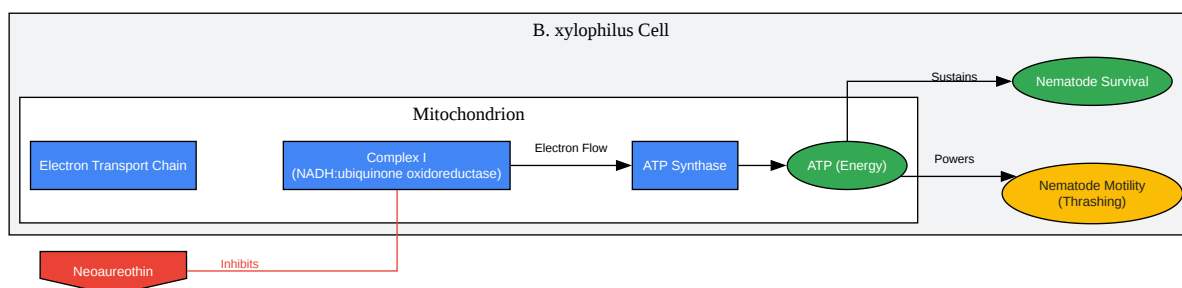 B. xylophilus Cell
Sustains
Nematode Survival
Mitochondrion
Electron Transport Chain
Complex I
(NADH:ubiquinone oxidoreductase)
Electron Flow
ATP Synthase
ATP (Energy)
Powers
Nematode Motility
(Thrashing)
Neoaureothin
Inhibits